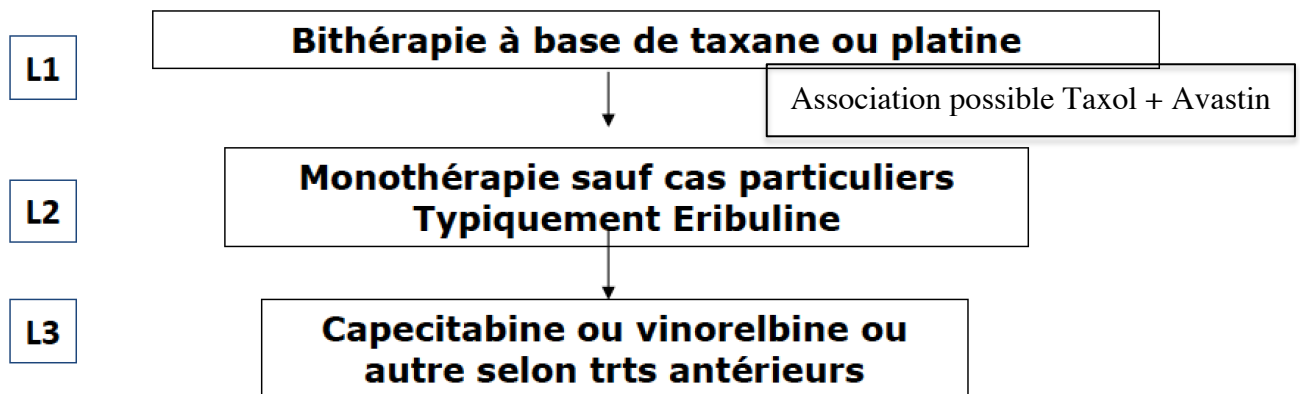 L1
Bithérapie à base de taxane ou platine
Association possible Taxol + Avastin
L2
Monothérapie sauf cas particuliers
Typiquement Eribuline
L3
Capecitabine ou vinorelbine ou
autre selon trts antérieurs